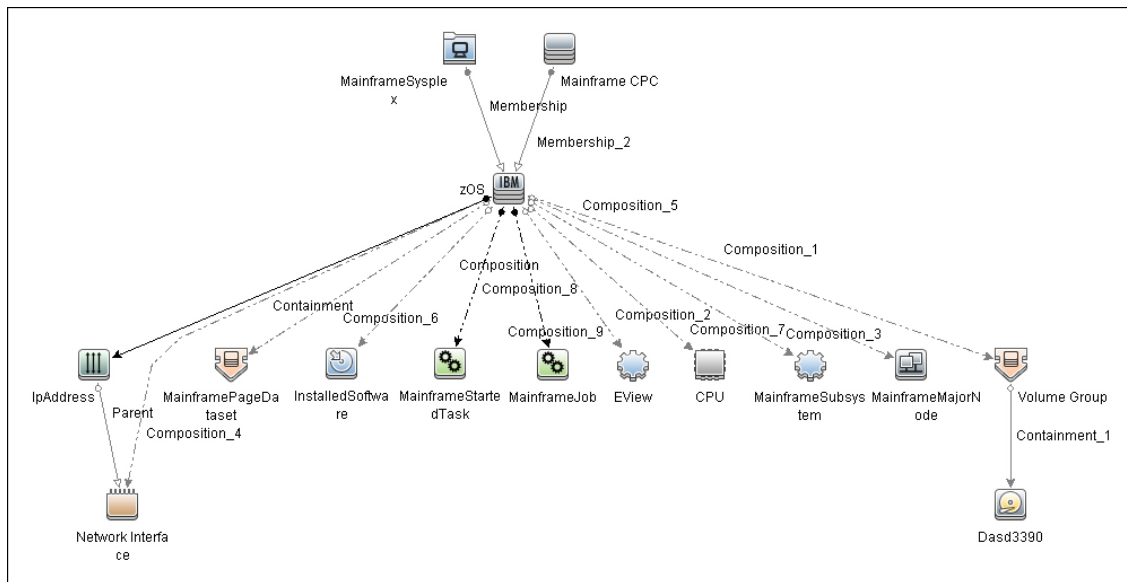 MainframeSysple
x
Mainframe CPC
Membership
Membership_2
IBM
zOS
Composition_5
Composition_1
Composition
Composition_8
Containment
Composition_6
Composition_9
Composition_2
Composition_7
Composition_3
IpAddress
MainframePageDa
taset
InstalledSoftwa
re
MainframeStarte
dTask
MainframeJob
EView
CPU
MainframeSubsys
tem
MainframeMajorN
ode
Volume Group
Parent
Composition_4
Containment_1
Network Interfa
ce
Dasd3390